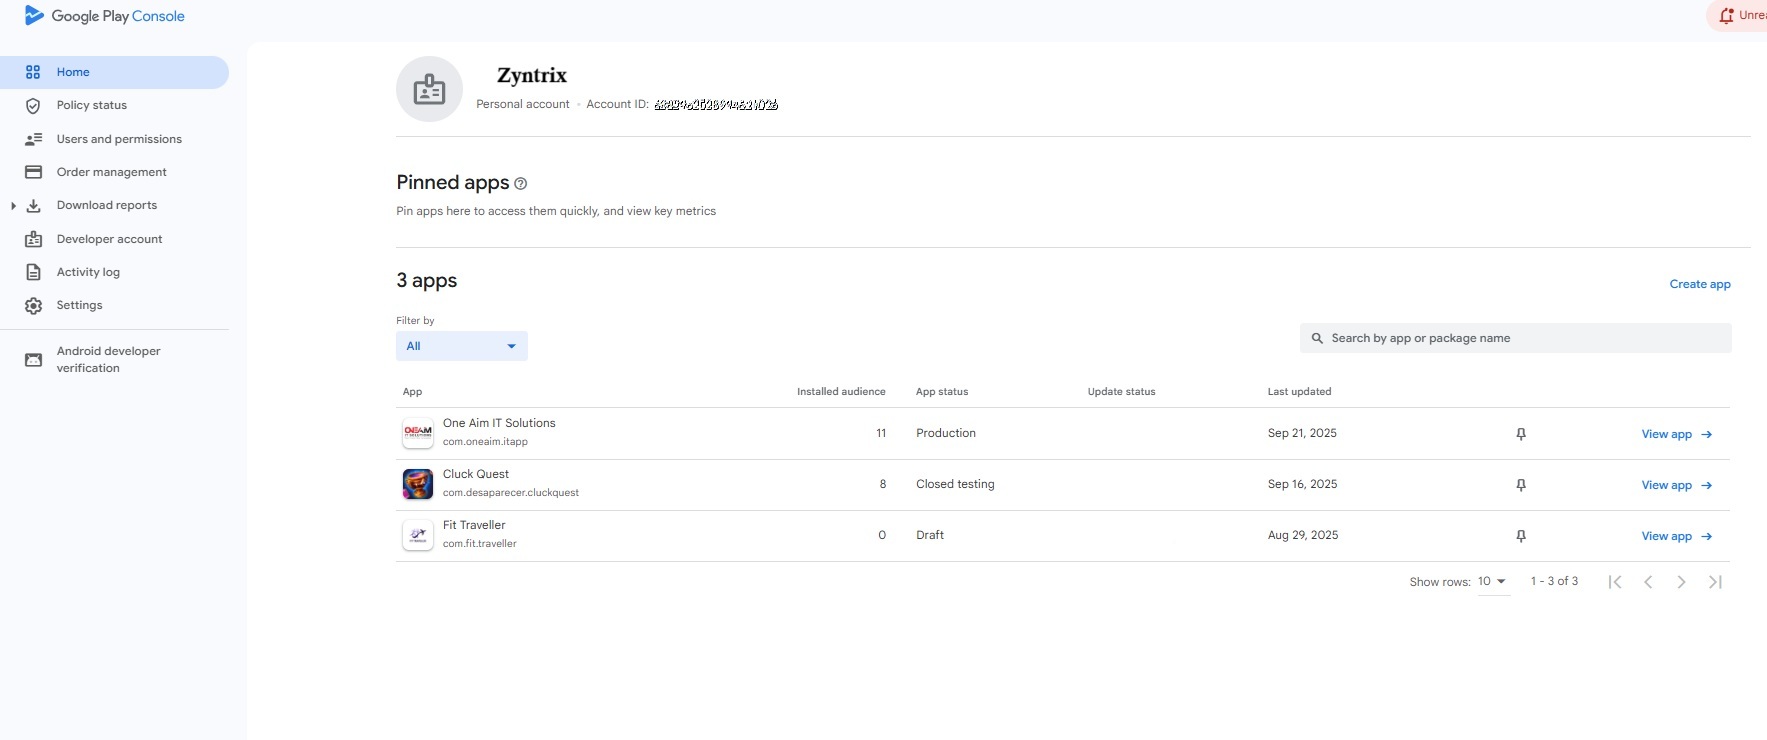 Google Play Console
Unrea
Home
Policy status
Users and permissions
Order management
Download reports
Developer account
Activity log
Settings
Android developer
verification
Zyntrix
Personal account • Account ID:
Pinned apps
Pin apps here to access them quickly, and view key metrics
3 apps
Create app
Filter by
All
Search by app or package name
App Installed audience App status Update status Last updated
One Aim IT Solutions
com.oneaim.itapp
11 Production Sep 21, 2025 View app
Cluck Quest
com.desaparecer.cluckquest
8 Closed testing Sep 16, 2025 View app
Fit Traveller
com.fit.traveller
0 Draft Aug 29, 2025 View app
Show rows: 10 1 - 3 of 3